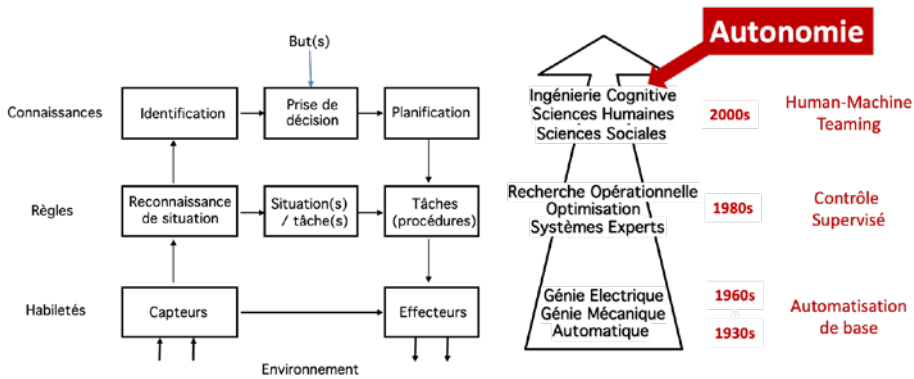 Autonomie
But(s)
Connaissances
Identification
Prise de
décision
Planification
Ingénierie Cognitive
Sciences Humaines
Sciences Sociales
2000s
Human-Machine
Teaming
Règles
Reconnaissance
de situation
Situation(s)
/ tâche(s)
Tâches
(procédures)
Recherche Opérationnelle
Optimisation
Systèmes Experts
1980s
Contrôle
Supervisé
Habiletés
Capteurs
Effecteurs
Génie Electrique
Génie Mécanique
Automatique
1960s
1930s
Automatisation
de base
Environnement